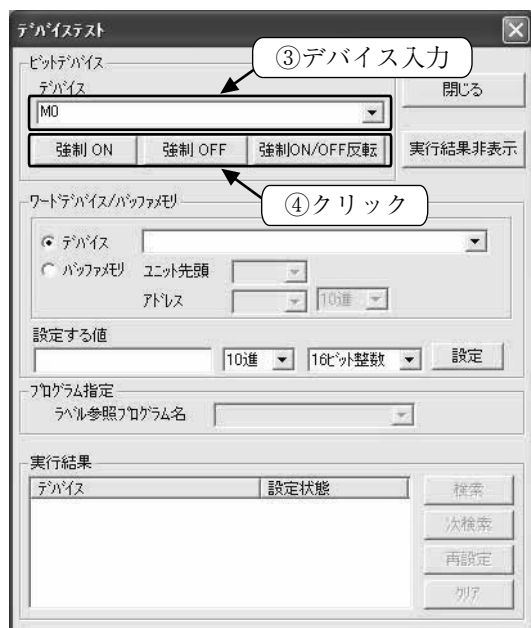 デバイステスト
ビットデバイス
③デバイス入力
デバイス
閉じる
M0
強制 ON
強制 OFF
強制ON/OFF反転
実行結果非表示
④クリック
ワードデバイス/バッファメモリ
デバイス
バッファメモリ
ユニット先頭
アドレス
10進
設定する値
10進
16ビット整数
設定
プログラム指定
ラベル参照プログラム名
実行結果
デバイス
設定状態
検索
次検索
再設定
クリア